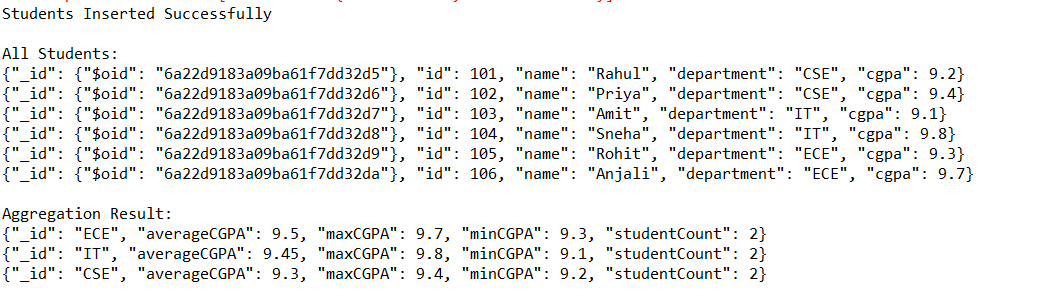 Students Inserted Successfully
All Students:
{"_id": {"$oid": "6a22d9183a09ba61f7dd32d5"}, "id": 101, "name": "Rahul", "department": "CSE", "cgpa": 9.2}
{"_id": {"$oid": "6a22d9183a09ba61f7dd32d6"}, "id": 102, "name": "Priya", "department": "CSE", "cgpa": 9.4}
{"_id": {"$oid": "6a22d9183a09ba61f7dd32d7"}, "id": 103, "name": "Amit", "department": "IT", "cgpa": 9.1}
{"_id": {"$oid": "6a22d9183a09ba61f7dd32d8"}, "id": 104, "name": "Sneha", "department": "IT", "cgpa": 9.8}
{"_id": {"$oid": "6a22d9183a09ba61f7dd32d9"}, "id": 105, "name": "Rohit", "department": "ECE", "cgpa": 9.3}
{"_id": {"$oid": "6a22d9183a09ba61f7dd32da"}, "id": 106, "name": "Anjali", "department": "ECE", "cgpa": 9.7}
Aggregation Result:
{"_id": "ECE", "averageCGPA": 9.5, "maxCGPA": 9.7, "minCGPA": 9.3, "studentCount": 2}
{"_id": "IT", "averageCGPA": 9.45, "maxCGPA": 9.8, "minCGPA": 9.1, "studentCount": 2}
{"_id": "CSE", "averageCGPA": 9.3, "maxCGPA": 9.4, "minCGPA": 9.2, "studentCount": 2}